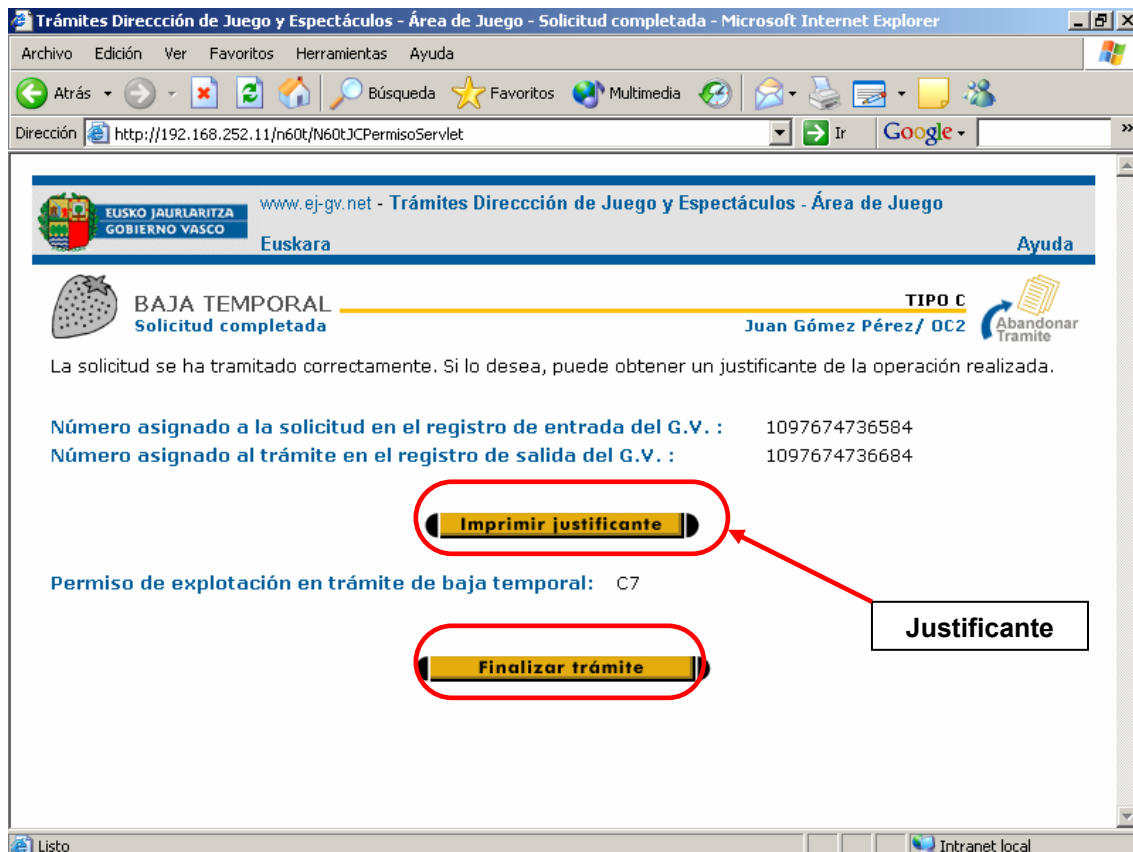 Trámites Direccción de Juego y Espectáculos - Área de Juego - Solicitud completada - Microsoft Internet Explorer
Archivo Edición Ver Favoritos Herramientas Ayuda
Atrás Búsqueda Favoritos Multimedia
Dirección http://192.168.252.11/n60t/N60tJCPermisoServlet Ir Google
EUSKO JAURLARITZA
GOBIERNO VASCO
www.ej-gv.net - Trámites Direccción de Juego y Espectáculos - Área de Juego
Euskara Ayuda
BAJA TEMPORAL TIPO C
Solicitud completada Juan Gómez Pérez/ OC2
Abandonar
Tramite
La solicitud se ha tramitado correctamente. Si lo desea, puede obtener un justificante de la operación realizada.
Número asignado a la solicitud en el registro de entrada del G.V. : 1097674736584
Número asignado al trámite en el registro de salida del G.V. : 1097674736684
Imprimir justificante
Permiso de explotación en trámite de baja temporal: C7
Justificante
Finalizar trámite
Listo Intranet local